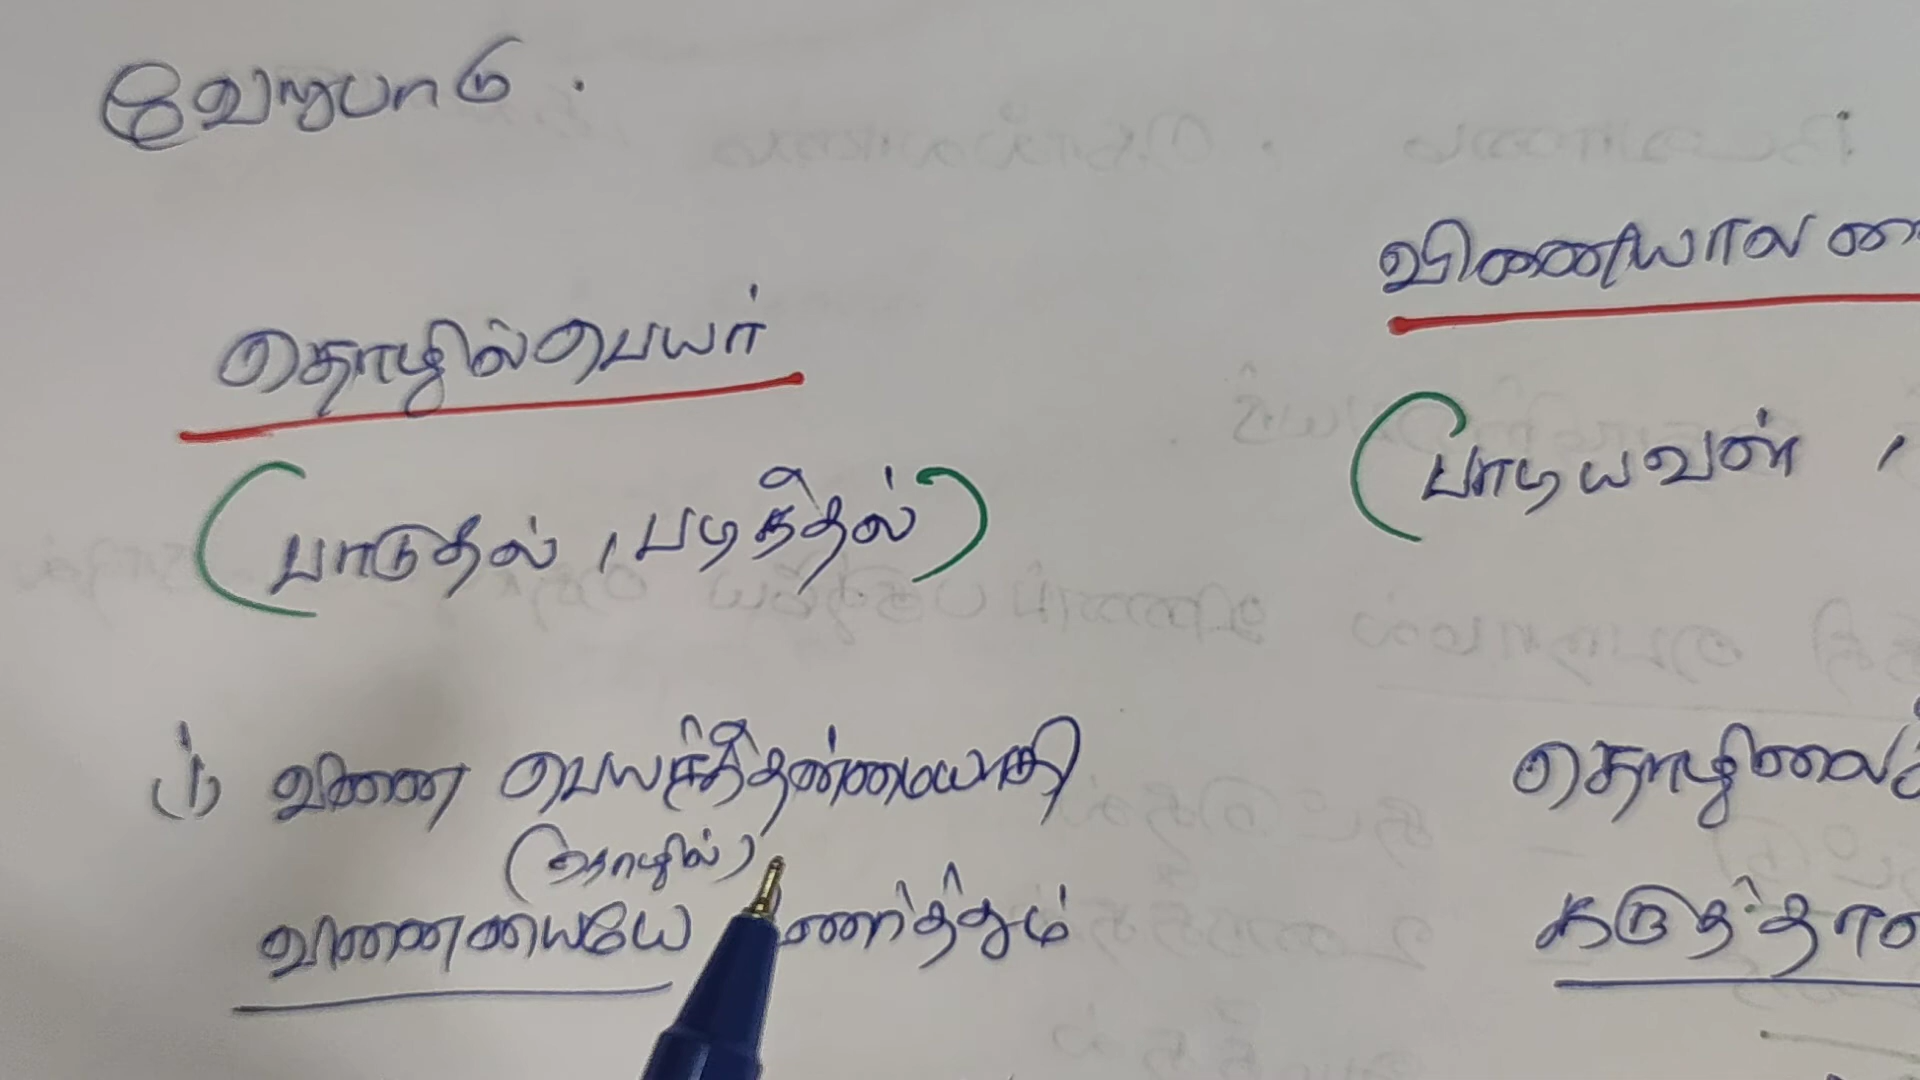 வேறுபாடு .
தொழில்பெயர்
(பாடுதல் , படித்தல்)
1) வினை பெயர்த்தன்மையாகி
(தொழில்)
வினையையே உணர்த்தும்
வினையாலணை
(பாடியவன் ,
தொழிலைச்
கருத்தா